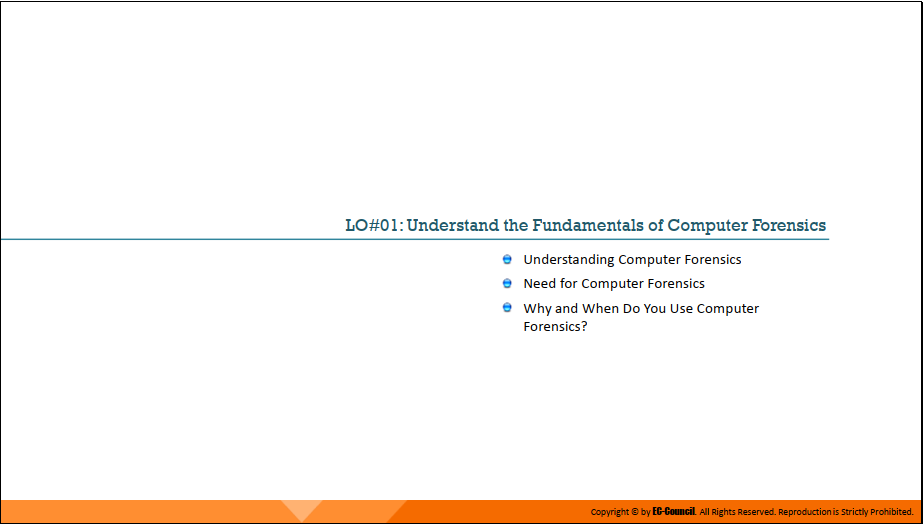 LO#01: Understand the Fundamentals of Computer Forensics
Understanding Computer Forensics
Need for Computer Forensics
Why and When Do You Use Computer
Forensics?
Copyright © by EC-Council. All Rights Reserved. Reproduction is Strictly Prohibited.